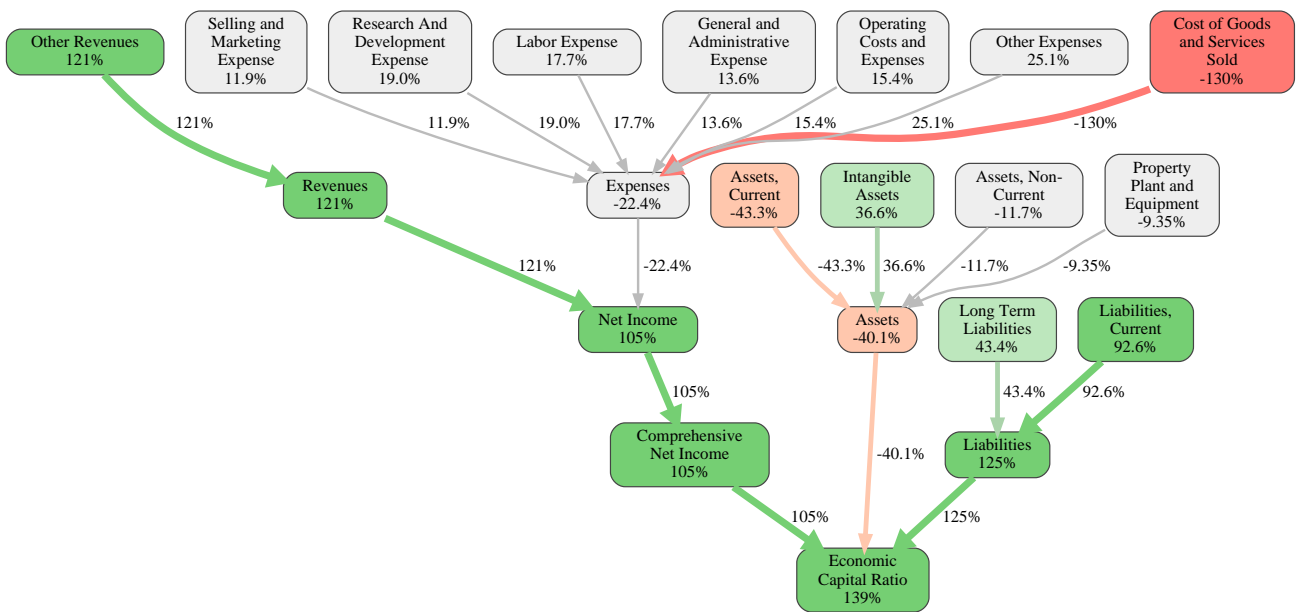 Other Revenues
121%
Selling and
Marketing
Expense
11.9%
Research And
Development
Expense
19.0%
Labor Expense
17.7%
General and
Administrative
Expense
13.6%
Operating
Costs and
Expenses
15.4%
Other Expenses
25.1%
Cost of Goods
and Services
Sold
-130%
121%
11.9%
19.0%
17.7%
13.6%
15.4%
25.1%
-130%
Revenues
121%
Expenses
-22.4%
Assets,
Current
-43.3%
Intangible
Assets
36.6%
Assets, Non-
Current
-11.7%
Property
Plant and
Equipment
-9.35%
121%
-22.4%
-43.3%
36.6%
-11.7%
-9.35%
Net Income
105%
Assets
-40.1%
Long Term
Liabilities
43.4%
Liabilities,
Current
92.6%
105%
43.4%
92.6%
Comprehensive
Net Income
105%
-40.1%
Liabilities
125%
105%
125%
Economic
Capital Ratio
139%